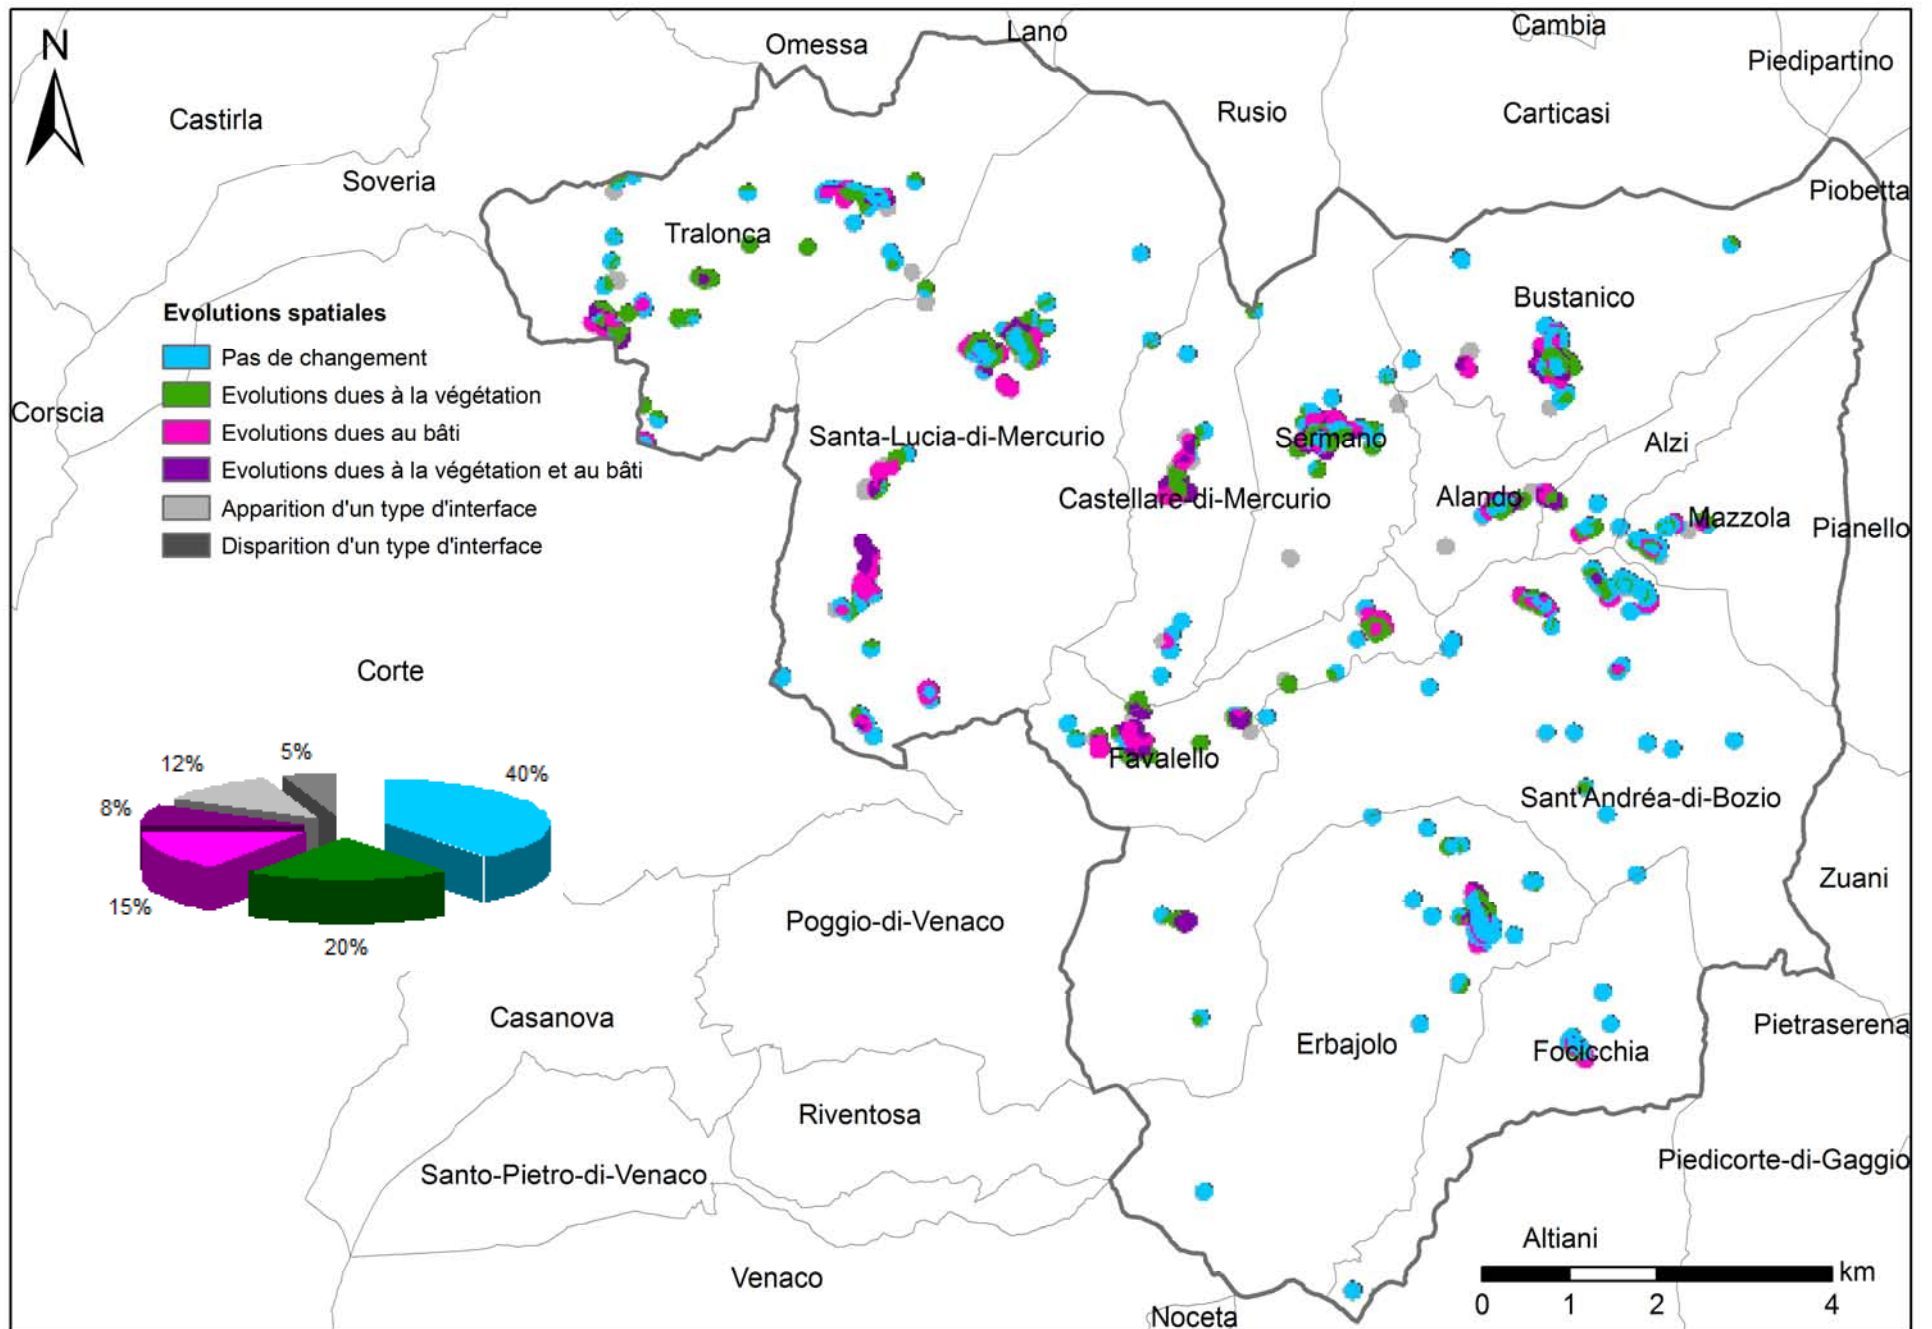 N
Omessa
Lano
Cambia
Piedipartino
Castirla
Rusio
Carticasi
Soveria
Piobetta
Tralonca
Bustanico
Evolutions spatiales
Pas de changement
Evolutions dues à la végétation
Evolutions dues au bâti
Evolutions dues à la végétation et au bâti
Apparition d'un type d'interface
Disparition d'un type d'interface
Corscia
Santa-Lucia-di-Mercurio
Sermano
Alzi
Castellare-di-Mercurio
Alando
Mazzola
Pianello
Corte
Favalello
Sant'Andréa-di-Bozio
12%
5%
40%
8%
15%
20%
Zuani
Poggio-di-Venaco
Casanova
Erbajolo
Focicchia
Pietraserena
Riventosa
Santo-Pietro-di-Venaco
Piedicorte-di-Gaggio
Altiani
Venaco
Noceta
km
0 1 2 4